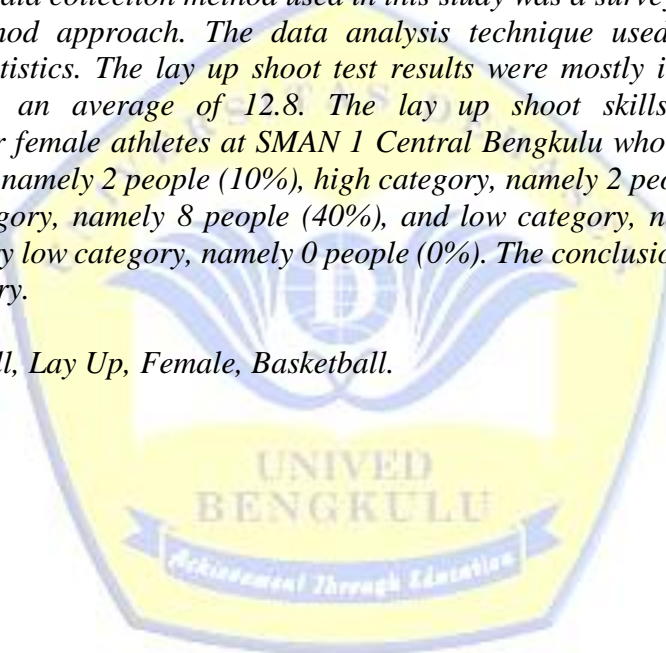 data collection method used in this study was a survey
hod approach. The data analysis technique used
tistics. The lay up shoot test results were mostly i
an average of 12.8. The lay up shoot skills
r female athletes at SMAN 1 Central Bengkulu who
namely 2 people (10%), high category, namely 2 peo
gory, namely 8 people (40%), and low category, n
y low category, namely 0 people (0%). The conclusio
ry.
ll, Lay Up, Female, Basketball.
UNIVED
BENGKULU
Achievement Through Education